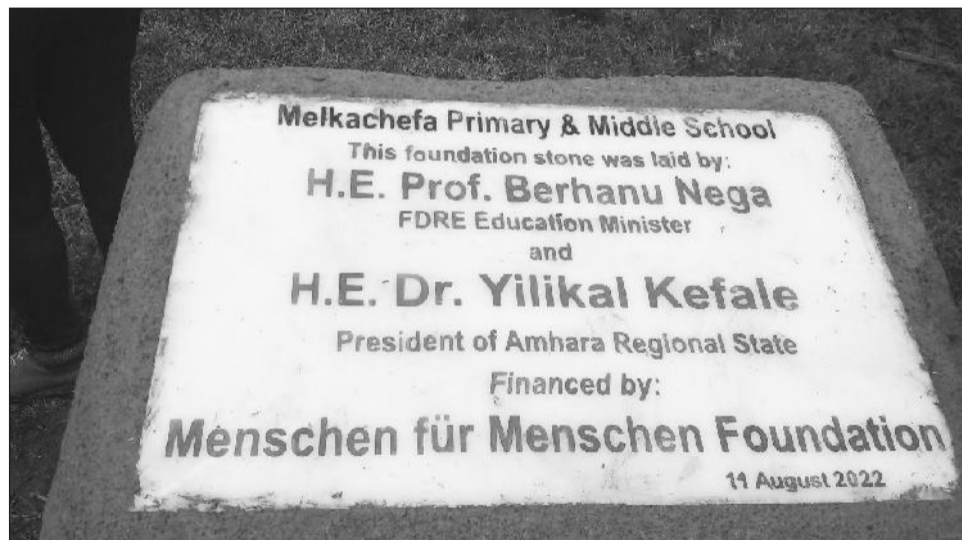 Melkachefa Primary & Middle School
This foundation stone was laid by:
H.E. Prof. Berhanu Nega
FDRE Education Minister
and
H.E. Dr. Yilikal Kefale
President of Amhara Regional State
Financed by:
Menschen für Menschen Foundation
11 August 2022